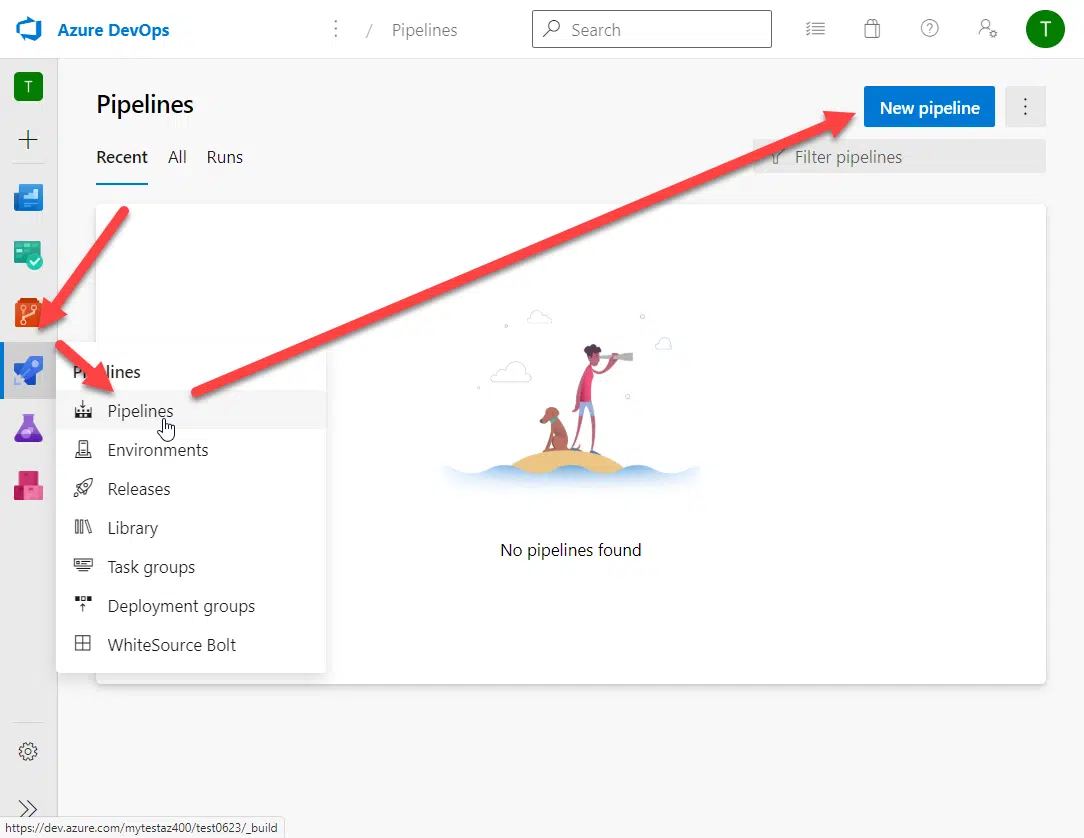 Azure DevOps
/ Pipelines
Search
T
T
Pipelines
New pipeline
Recent
All
Runs
Filter pipelines
Pipelines
Environments
Releases
Library
Task groups
Deployment groups
WhiteSource Bolt
No pipelines found
https://dev.azure.com/mytestaz400/test0623/_build